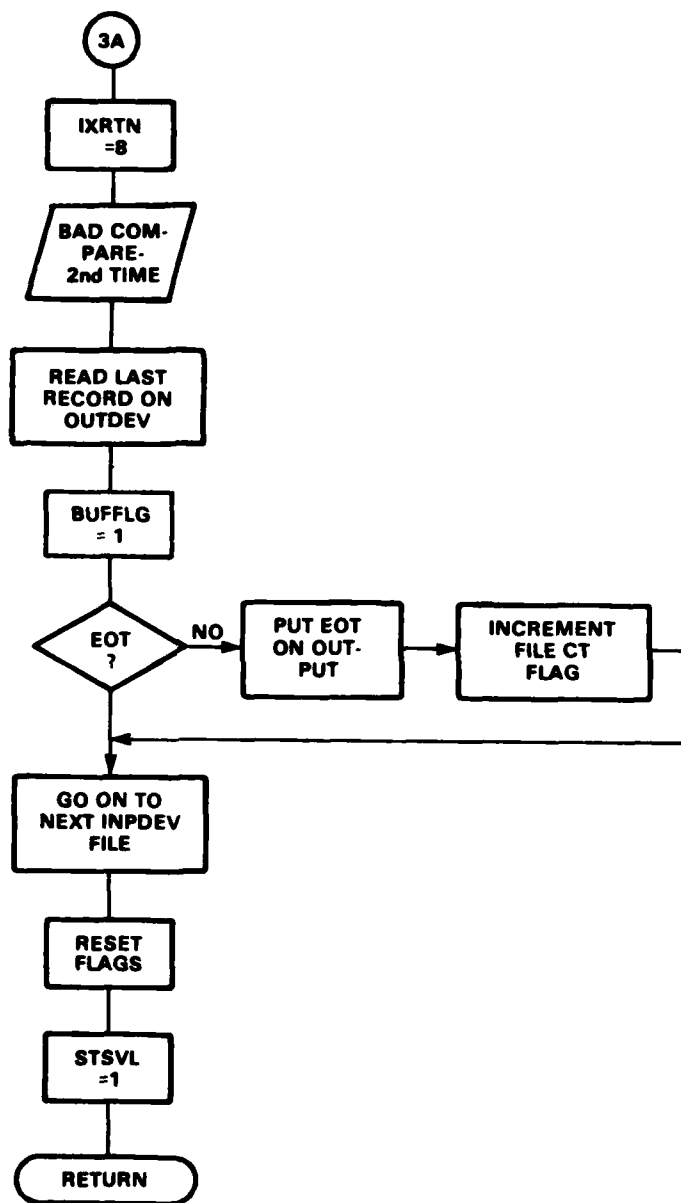 3A
IXRTN
=8
BAD COM-
PARE-
2nd TIME
READ LAST
RECORD ON
OUTDEV
BUFFLG
= 1
EOT
?
NO
PUT EOT
ON OUT-
PUT
INCREMENT
FILE CT
FLAG
GO ON TO
NEXT INPDEV
FILE
RESET
FLAGS
STSVL
=1
RETURN